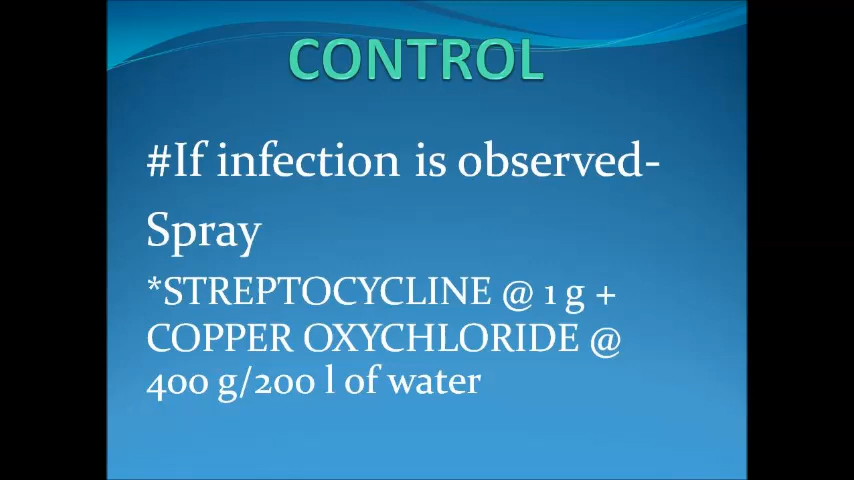 CONTROL
#If infection is observed-
Spray
*STREPTOCYCLINE @ 1 g +
COPPER OXYCHLORIDE @
400 g/200 l of water